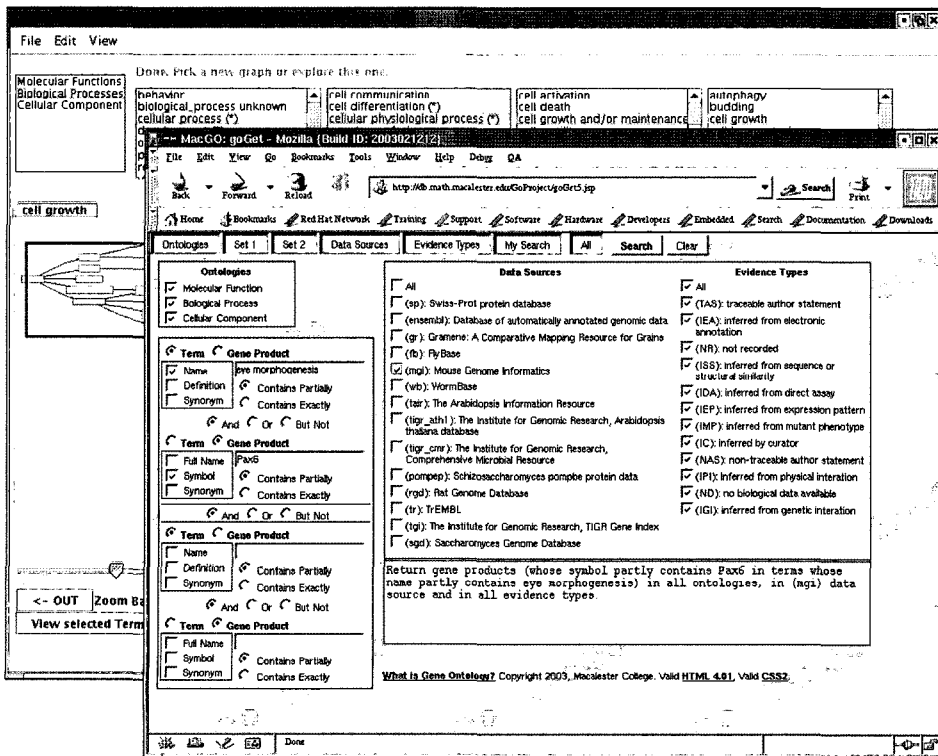 File Edit View
Done. Pick a new graph or explore this one.
Molecular Functions
Biological Processes
Cellular Component
behavior
biological_process unknown
cellular process (*)
cell communication
cell differentiation (*)
cellular physiological process (*)
cell activation
cell death
cell growth and/or maintenance
autophagy
budding
cell growth
cell growth
<- OUT Zoom Ba
View selected Term
MacGO: goGet - Mozilla {Build ID: 2003021212}
File Edit View Go Bookmarks Tools Window Help Debug QA
Back Forward Reload http://db.math.macalester.edu/GoProject/goGet5.jsp Search Print
Home Bookmarks Red Hat Network Training Support Software Hardware Developers Embedded Search Documentation Downloads
Ontologies Set 1 Set 2 Data Sources Evidence Types My Search All Search Clear
Ontologies
Molecular Function
Biological Process
Cellular Component
Term Gene Product
Name eye morphogenesis
Definition Contains Partially
Synonym Contains Exactly
And Or But Not
Term Gene Product
Full Name Pax6
Symbol Contains Partially
Synonym Contains Exactly
And Or But Not
Term Gene Product
Name
Definition Contains Partially
Synonym Contains Exactly
And Or But Not
Term Gene Product
Full Name
Symbol Contains Partially
Synonym Contains Exactly
Data Sources
All
(sp): Swiss-Prot protein database
(ensembl): Database of automatically annotated genomic data
(gr): Gramene: A Comparative Mapping Resource for Grains
(fb): FlyBase
(mgi): Mouse Genome Informatics
(wb): WormBase
(tair): The Arabidopsis Information Resource
(tigr_ath1): The Institute for Genomic Research, Arabidopsis
thaliana database
(tigr_cmr): The Institute for Genomic Research,
Comprehensive Microbial Resource
(pompep): Schizosaccharomyces pombe protein data
(rgd): Rat Genome Database
(tr): TrEMBL
(tgi): The Institute for Genomic Research, TIGR Gene Index
(sgd): Saccharomyces Genome Database
Evidence Types
All
(TAS): traceable author statement
(IEA): inferred from electronic
annotation
(NR): not recorded
(ISS): inferred from sequence or
structural similarity
(IDA): inferred from direct assay
(IEP): inferred from expression pattern
(IMP): inferred from mutant phenotype
(IC): inferred by curator
(NAS): non-traceable author statement
(IPI): inferred from physical interation
(ND): no biological data available
(IGI): inferred from genetic interation
Return gene products (whose symbol partly contains Pax6 in terms whose
name partly contains eye morphogenesis) in all ontologies, in (mgi) data
source and in all evidence types.
What is Gene Ontology? Copyright 2003, Macalester College. Valid HTML 4.01, Valid CSS2.
Done